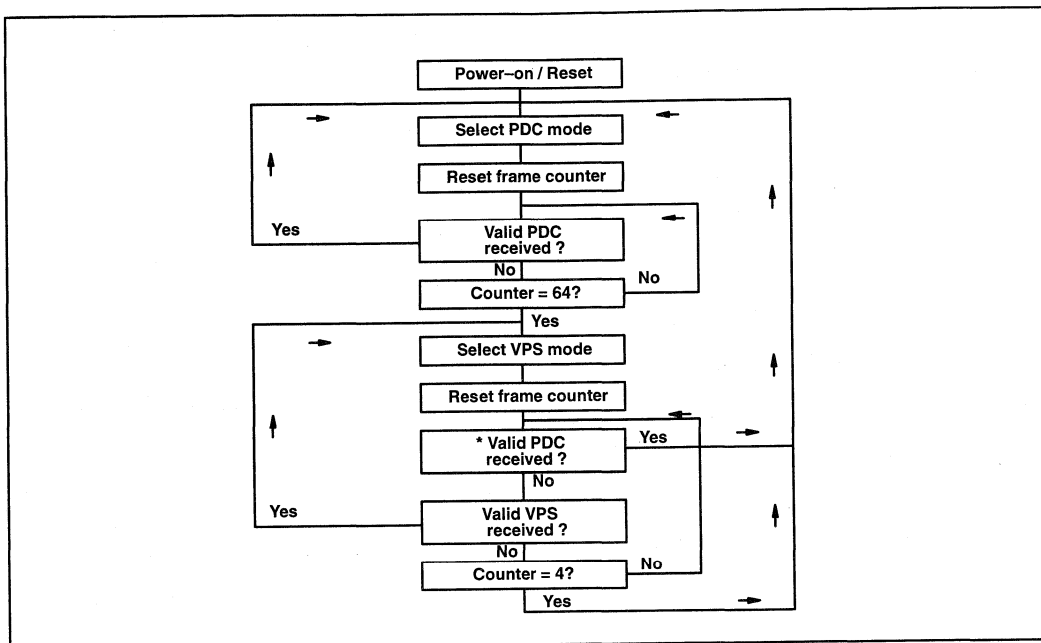 Power–on / Reset
Select PDC mode
Reset frame counter
Yes
Valid PDC
received ?
No
No
Counter = 64?
Yes
Select VPS mode
Reset frame counter
* Valid PDC
received ?
Yes
No
Yes
Valid VPS
received ?
No
No
Counter = 4?
Yes